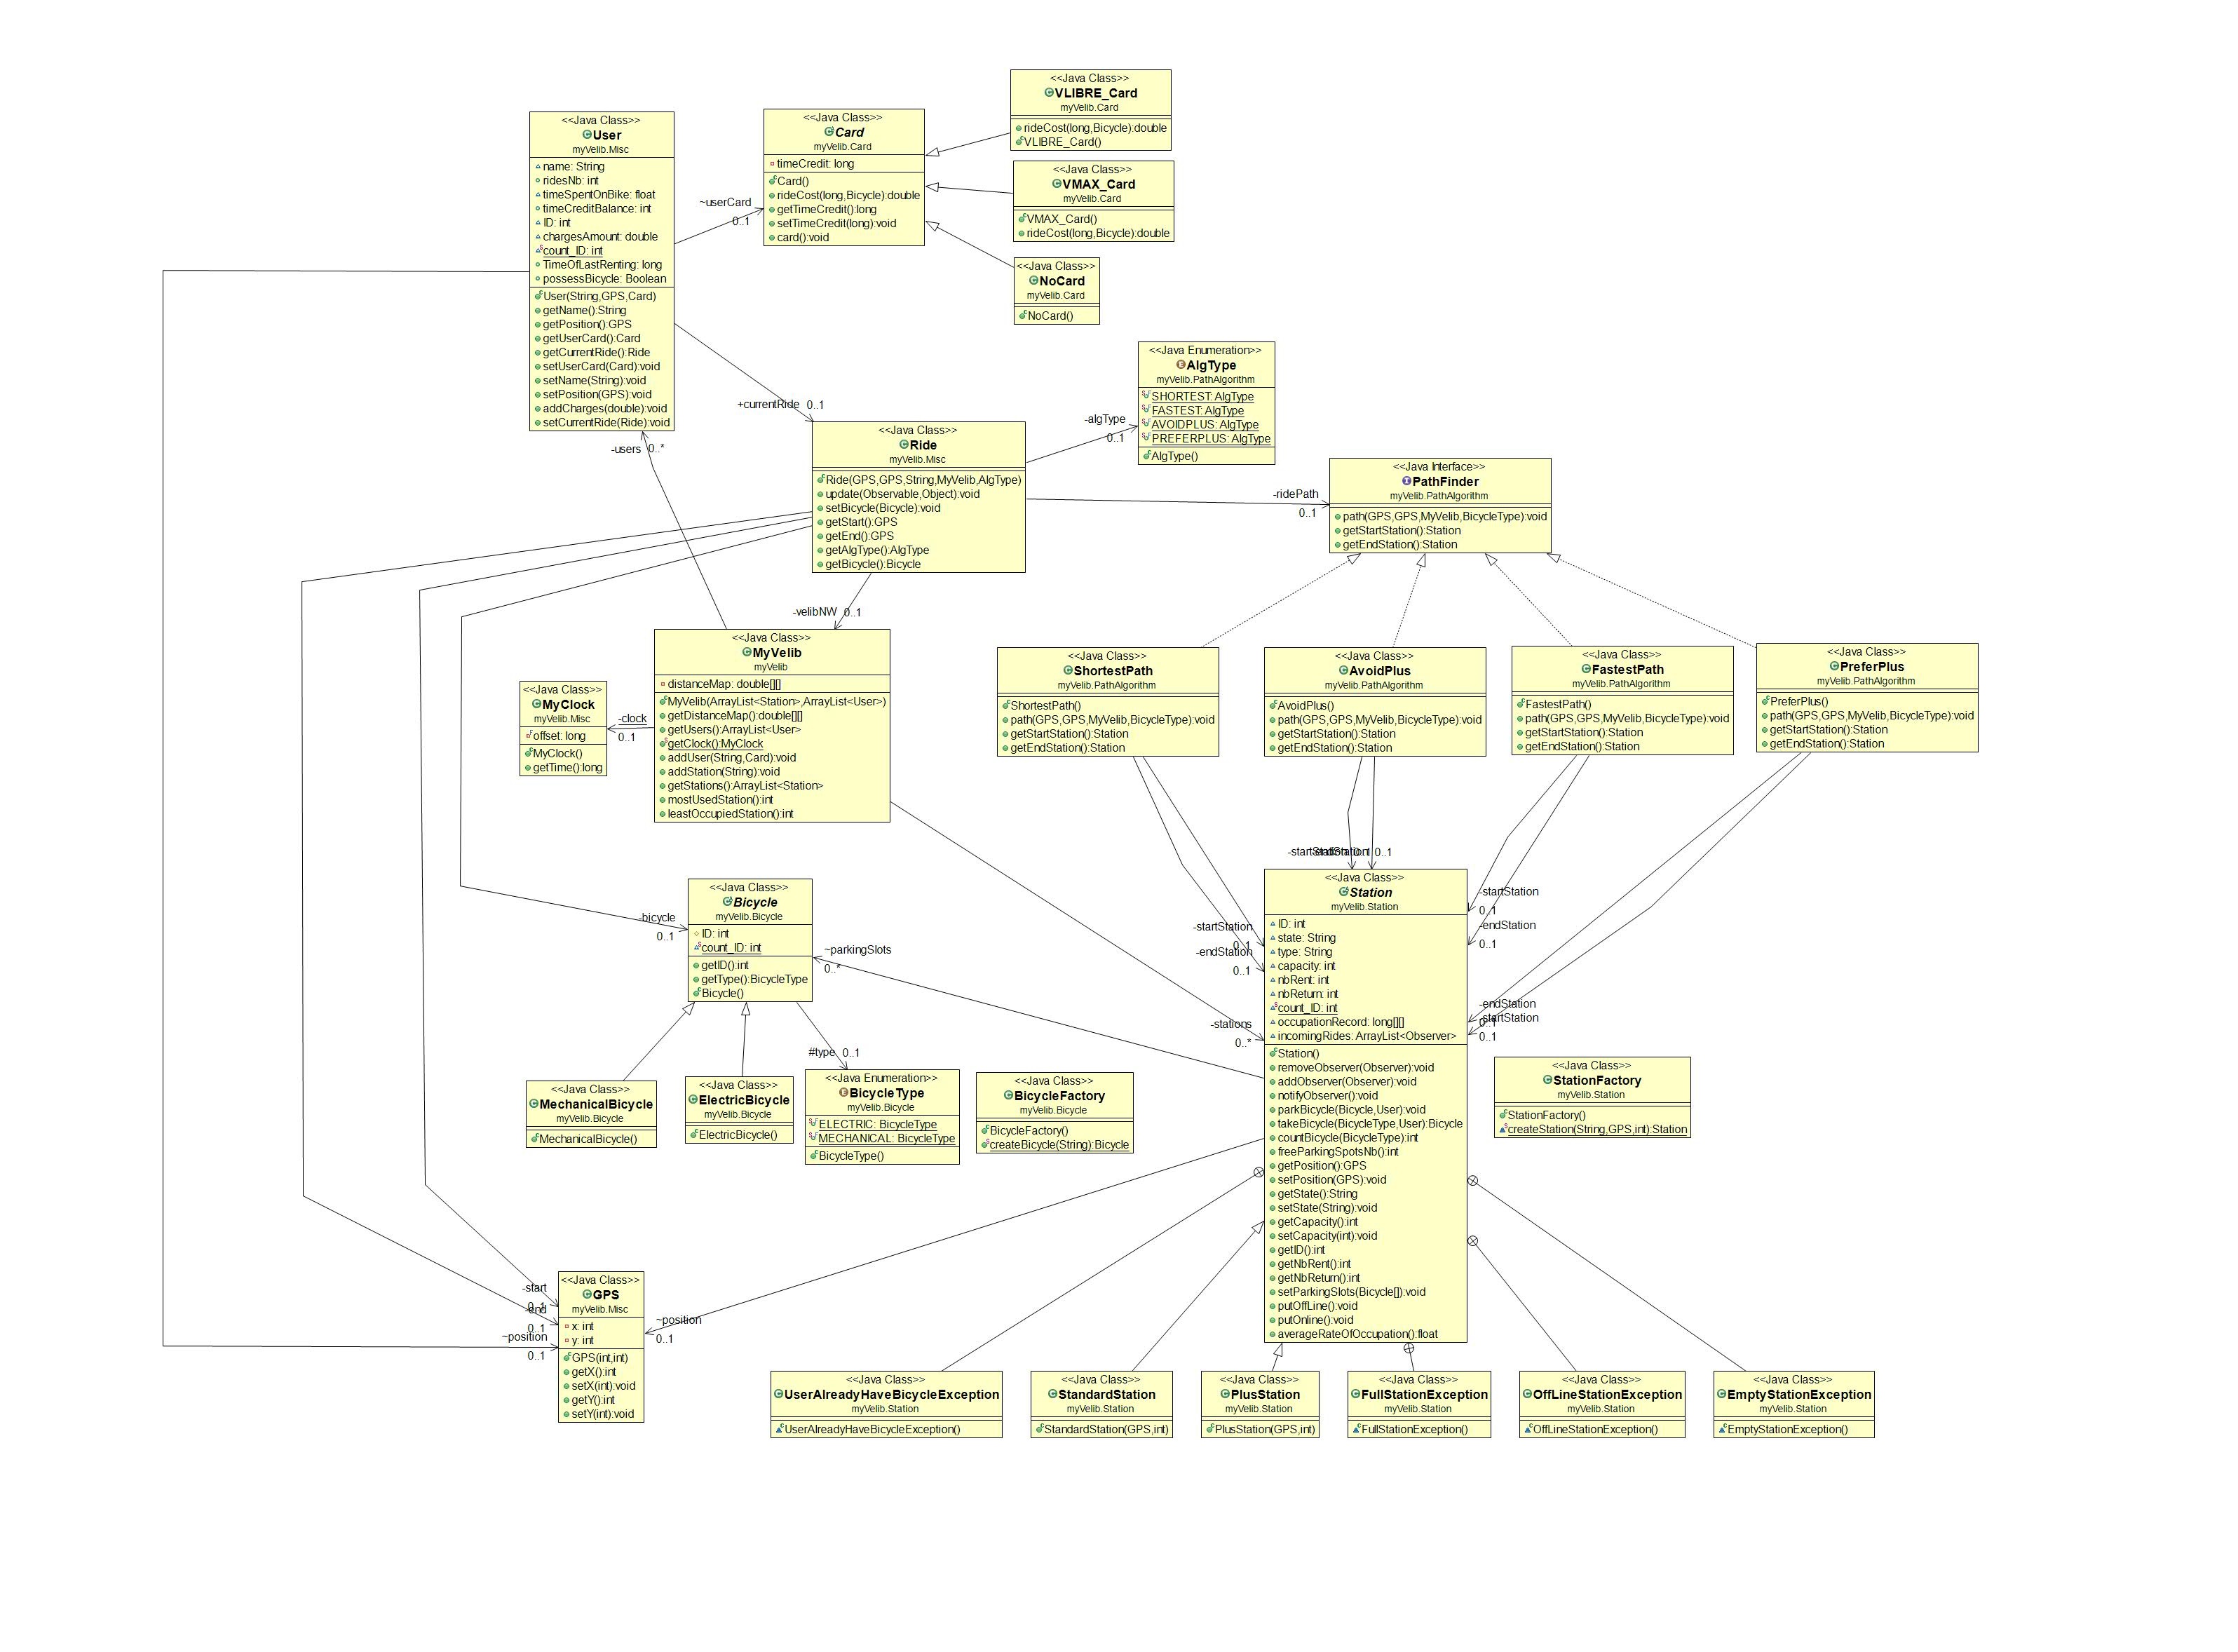 <<Java Class>>
VLIBRE_Card
myVelib.Card
rideCost(long,Bicycle):double
VLIBRE_Card()
<<Java Class>>
User
myVelib.Misc
name: String
ridesNb: int
timeSpentOnBike: float
timeCreditBalance: int
ID: int
chargesAmount: double
count_ID: int
TimeOfLastRenting: long
possessBicycle: Boolean
User(String,GPS,Card)
getName():String
getPosition():GPS
getUserCard():Card
getCurrentRide():Ride
setUserCard(Card):void
setName(String):void
setPosition(GPS):void
addCharges(double):void
setCurrentRide(Ride):void
<<Java Class>>
Card
myVelib.Card
timeCredit: long
Card()
rideCost(long,Bicycle):double
getTimeCredit():long
setTimeCredit(long):void
card():void
~userCard
0..1
<<Java Class>>
VMAX_Card
myVelib.Card
VMAX_Card()
rideCost(long,Bicycle):double
<<Java Class>>
NoCard
myVelib.Card
NoCard()
<<Java Enumeration>>
AlgType
myVelib.PathAlgorithm
SHORTEST: AlgType
FASTEST: AlgType
AVOIDPLUS: AlgType
PREFERPLUS: AlgType
AlgType()
+currentRide 0..1
-algType
0..1
-users 0..*
<<Java Class>>
Ride
myVelib.Misc
Ride(GPS,GPS,String,MyVelib,AlgType)
update(Observable,Object):void
setBicycle(Bicycle):void
getStart():GPS
getEnd():GPS
getAlgType():AlgType
getBicycle():Bicycle
<<Java Interface>>
PathFinder
myVelib.PathAlgorithm
path(GPS,GPS,MyVelib,BicycleType):void
getStartStation():Station
getEndStation():Station
-ridePath
0..1
-velibNW 0..1
<<Java Class>>
MyVelib
myVelib
distanceMap: double[][]
MyVelib(ArrayList<Station>,ArrayList<User>)
getDistanceMap():double[][]
getUsers():ArrayList<User>
getClock():MyClock
addUser(String,Card):void
addStation(String):void
getStations():ArrayList<Station>
mostUsedStation():int
leastOccupiedStation():int
<<Java Class>>
MyClock
myVelib.Misc
offset: long
MyClock()
getTime():long
-clock
0..1
<<Java Class>>
ShortestPath
myVelib.PathAlgorithm
ShortestPath()
path(GPS,GPS,MyVelib,BicycleType):void
getStartStation():Station
getEndStation():Station
<<Java Class>>
AvoidPlus
myVelib.PathAlgorithm
AvoidPlus()
path(GPS,GPS,MyVelib,BicycleType):void
getStartStation():Station
getEndStation():Station
<<Java Class>>
FastestPath
myVelib.PathAlgorithm
FastestPath()
path(GPS,GPS,MyVelib,BicycleType):void
getStartStation():Station
getEndStation():Station
<<Java Class>>
PreferPlus
myVelib.PathAlgorithm
PreferPlus()
path(GPS,GPS,MyVelib,BicycleType):void
getStartStation():Station
getEndStation():Station
0..1
<<Java Class>>
Station
myVelib.Station
ID: int
state: String
type: String
capacity: int
nbRent: int
nbReturn: int
count_ID: int
occupationRecord: long[][]
incomingRides: ArrayList<Observer>
Station()
removeObserver(Observer):void
addObserver(Observer):void
notifyObserver():void
parkBicycle(Bicycle,User):void
takeBicycle(BicycleType,User):Bicycle
countBicycle(BicycleType):int
freeParkingSpotsNb():int
getPosition():GPS
setPosition(GPS):void
getState():String
setState(String):void
getCapacity():int
setCapacity(int):void
getID():int
getNbRent():int
getNbReturn():int
setParkingSlots(Bicycle[]):void
putOffLine():void
putOnline():void
averageRateOfOccupation():float
-startStation
0..1
-endStation
0..1
-startStation
0..1
-endStation
0..1
-endStation
-startStation
0..1
-stations
0..*
<<Java Class>>
Bicycle
myVelib.Bicycle
ID: int
count_ID: int
getID():int
getType():BicycleType
Bicycle()
-bicycle
0..1
~parkingSlots
0..*
#type 0..1
<<Java Class>>
MechanicalBicycle
myVelib.Bicycle
MechanicalBicycle()
<<Java Class>>
ElectricBicycle
myVelib.Bicycle
ElectricBicycle()
<<Java Enumeration>>
BicycleType
myVelib.Bicycle
ELECTRIC: BicycleType
MECHANICAL: BicycleType
BicycleType()
<<Java Class>>
BicycleFactory
myVelib.Bicycle
BicycleFactory()
createBicycle(String):Bicycle
<<Java Class>>
StationFactory
myVelib.Station
StationFactory()
createStation(String,GPS,int):Station
<<Java Class>>
GPS
myVelib.Misc
x: int
y: int
GPS(int,int)
getX():int
setX(int):void
getY():int
setY(int):void
-start
0..1
-end
0..1
~position
0..1
~position
0..1
<<Java Class>>
UserAlreadyHaveBicycleException
myVelib.Station
UserAlreadyHaveBicycleException()
<<Java Class>>
StandardStation
myVelib.Station
StandardStation(GPS,int)
<<Java Class>>
PlusStation
myVelib.Station
PlusStation(GPS,int)
<<Java Class>>
FullStationException
myVelib.Station
FullStationException()
<<Java Class>>
OffLineStationException
myVelib.Station
OffLineStationException()
<<Java Class>>
EmptyStationException
myVelib.Station
EmptyStationException()